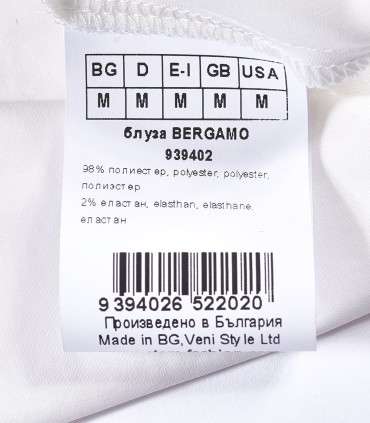 BG D E-I GB USA
M M M M M
блуза BERGAMO
939402
98% полиестер, polyester, polyester,
полиэстер
2% еластан, elasthan, elasthane,
еластан
9 394026 522020
Произведено в България
Made in BG,Veni Style Ltd